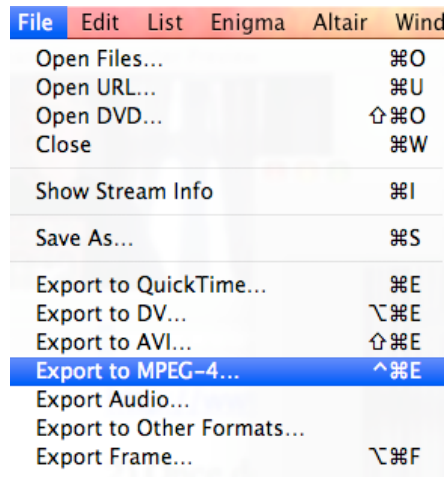 File Edit List Enigma Altair Wind
Open Files... ⌘O
Open URL... ⌘U
Open DVD... ⇧⌘O
Close ⌘W
Show Stream Info ⌘I
Save As... ⌘S
Export to QuickTime... ⌘E
Export to DV... ⌥⌘E
Export to AVI... ⇧⌘E
Export to MPEG-4... ^⌘E
Export Audio...
Export to Other Formats...
Export Frame... ⌥⌘F